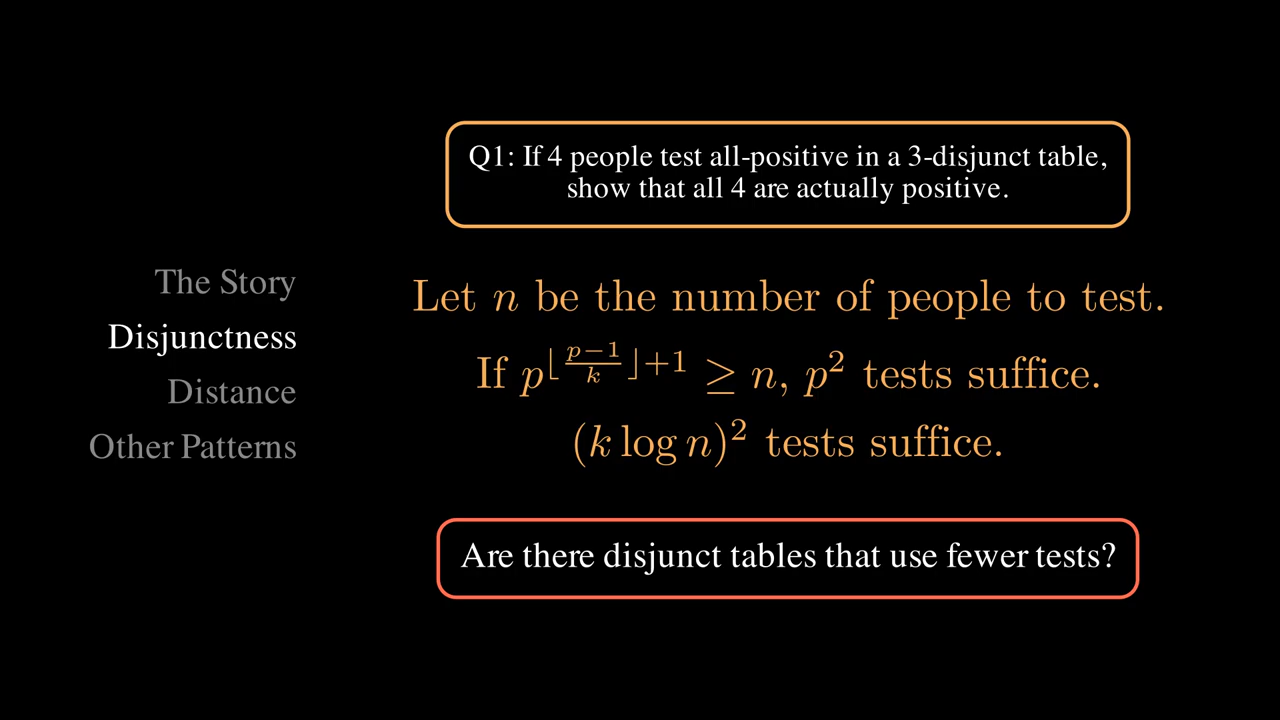 Q1: If 4 people test all-positive in a 3-disjunct table,
show that all 4 are actually positive.
The Story
Disjunctness
Distance
Other Patterns
Let n be the number of people to test.
If p^{⌊\frac{p-1}{k}⌋+1} ≥ n, p² tests suffice.
(k log n)² tests suffice.
Are there disjunct tables that use fewer tests?